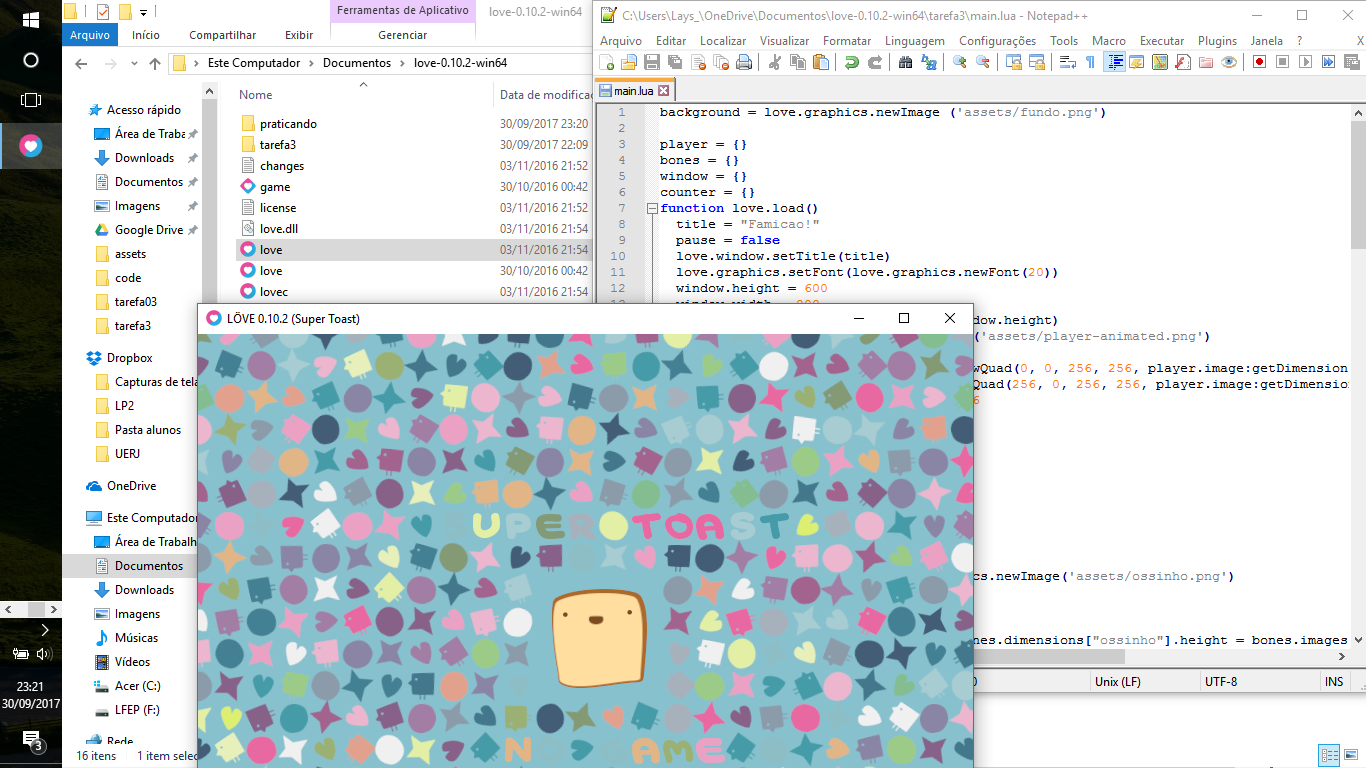 Ferramentas de Aplicativo
love-0.10.2-win64
Arquivo
Início
Compartilhar
Exibir
Gerenciar
Este Computador
Documentos
love-0.10.2-win64
Nome
Data de modificaç
praticando
30/09/2017 23:20
tarefa3
30/09/2017 22:09
changes
03/11/2016 21:52
game
30/10/2016 00:42
license
03/11/2016 21:52
love.dll
03/11/2016 21:54
love
03/11/2016 21:54
love
30/10/2016 00:42
lovec
03/11/2016 21:54
Acesso rápido
Área de Traba
Downloads
Documentos
Imagens
Google Drive
assets
code
tarefa03
tarefa3
Dropbox
Capturas de tela
LP2
Pasta alunos
UERJ
OneDrive
Este Computador
Área de Trabalh
Documentos
Downloads
Imagens
Músicas
Vídeos
Acer (C:)
LFEP (F:)
Rede
16 itens
1 item selec
23:21
30/09/2017
3
C:\Users\Lays_\OneDrive\Documentos\love-0.10.2-win64\tarefa3\main.lua - Notepad++
Arquivo Editar Localizar Visualizar Formatar Linguagem Configurações Tools Macro Executar Plugins Janela ? X
main.lua
1 background = love.graphics.newImage ('assets/fundo.png')
2
3 player = {}
4 bones = {}
5 window = {}
6 counter = {}
7 function love.load()
8 title = "Famicao!"
9 pause = false
10 love.window.setTitle(title)
11 love.graphics.setFont(love.graphics.newFont(20))
12 window.height = 600
dow.height)
('assets/player-animated.png')
wQuad(0, 0, 256, 256, player.image:getDimension
Quad(256, 0, 256, 256, player.image:getDimension
6
cs.newImage('assets/ossinho.png')
nes.dimensions["ossinho"].height = bones.images
0
Unix (LF)
UTF-8
INS
LÖVE 0.10.2 (Super Toast)
UPER TOAST
N GAME